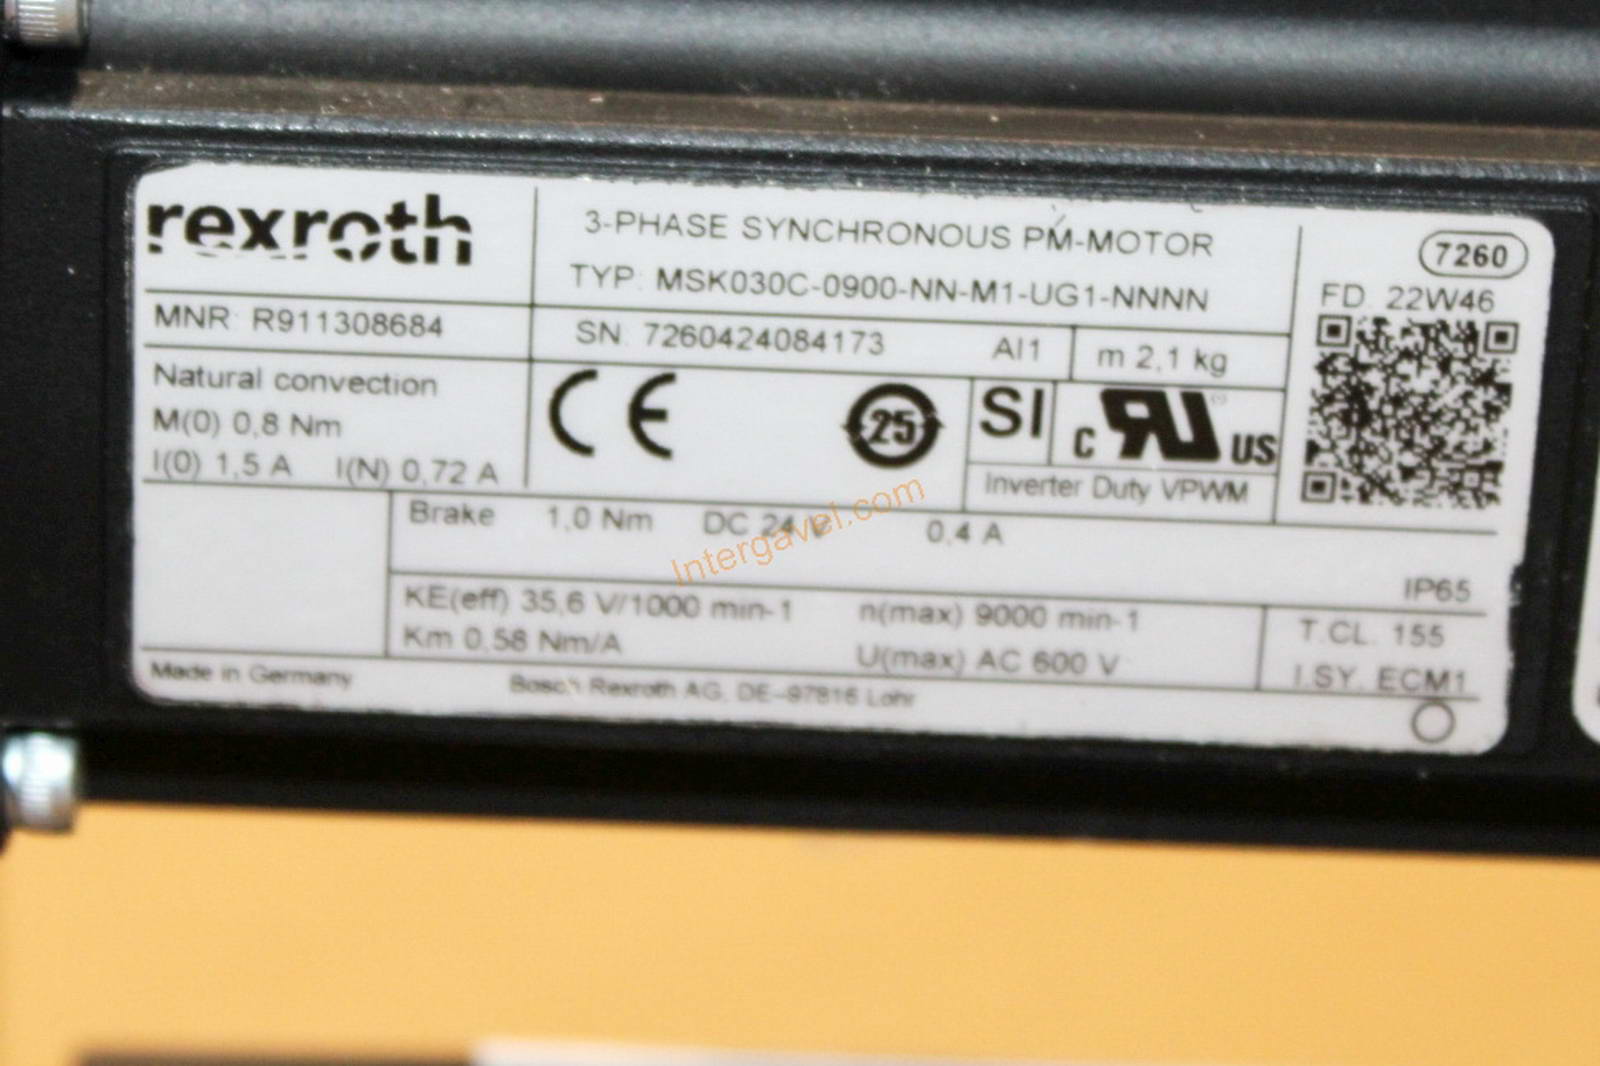 rexroth
3-PHASE SYNCHRONOUS PM-MOTOR
TYP: MSK030C-0900-NN-M1-UG1-NNNN
7260
FD: 22W46
MNR: R911308684
SN: 7260424084173
AI1
m 2,1 kg
Natural convection
M(0) 0,8 Nm
I(0) 1,5 A I(N) 0,72 A
CE
25
SI
c RU US
Inverter Duty VPWM
Brake 1,0 Nm DC 24 V 0,4 A
IP65
KE(eff) 35,6 V/1000 min-1 n(max) 9000 min-1
Km 0,58 Nm/A U(max) AC 600 V
T.CL. 155
I.SY. ECM1
Made in Germany
Bosch Rexroth AG, DE-97816 Lohr
Intergavel.com